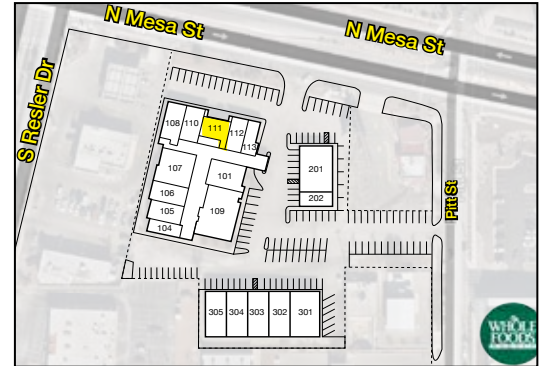 N Mesa St
N Mesa St
S Resler Dr
108
110
111
112
113
107
101
106
105
109
104
201
202
Pitt St
305
304
303
302
301
WHOLE
FOODS
MARKET